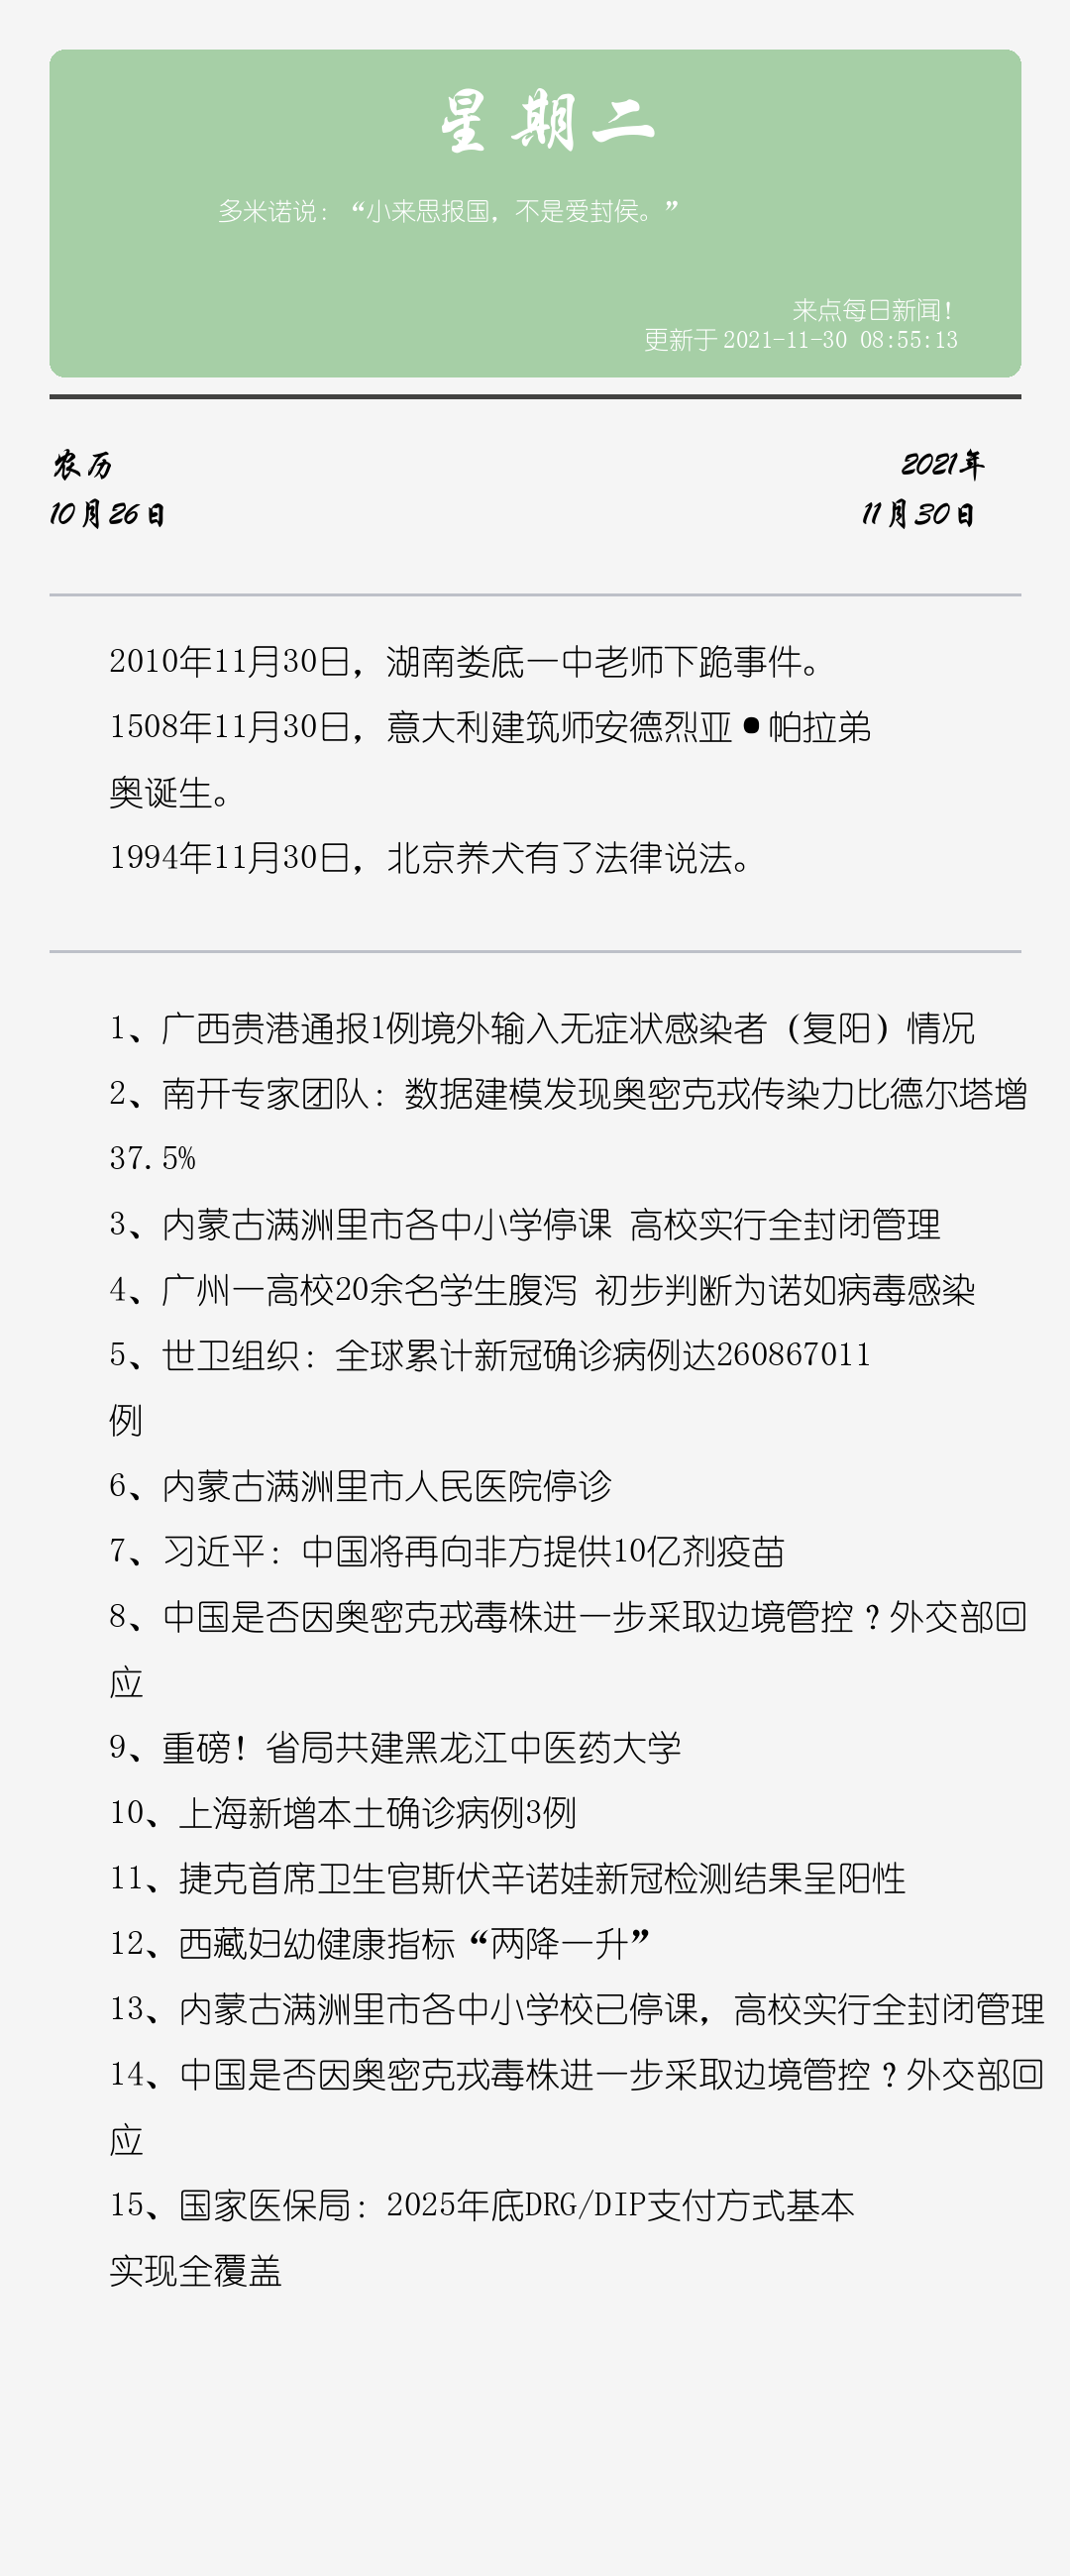 星期二
多米诺说：“小来思报国，不是爱封侯。”
来点每日新闻！
更新于 2021-11-30 08:55:13
农历
2021年
10月26日
11月30日
2010年11月30日，湖南娄底一中老师下跪事件。
1508年11月30日，意大利建筑师安德烈亚•帕拉弟
奥诞生。
1994年11月30日，北京养犬有了法律说法。
1、广西贵港通报1例境外输入无症状感染者（复阳）情况
2、南开专家团队：数据建模发现奥密克戎传染力比德尔塔增
37.5%
3、内蒙古满洲里市各中小学停课 高校实行全封闭管理
4、广州一高校20余名学生腹泻 初步判断为诺如病毒感染
5、世卫组织：全球累计新冠确诊病例达260867011
例
6、内蒙古满洲里市人民医院停诊
7、习近平：中国将再向非方提供10亿剂疫苗
8、中国是否因奥密克戎毒株进一步采取边境管控？外交部回
应
9、重磅！省局共建黑龙江中医药大学
10、上海新增本土确诊病例3例
11、捷克首席卫生官斯伏辛诺娃新冠检测结果呈阳性
12、西藏妇幼健康指标“两降一升”
13、内蒙古满洲里市各中小学校已停课，高校实行全封闭管理
14、中国是否因奥密克戎毒株进一步采取边境管控？外交部回
应
15、国家医保局：2025年底DRG/DIP支付方式基本
实现全覆盖